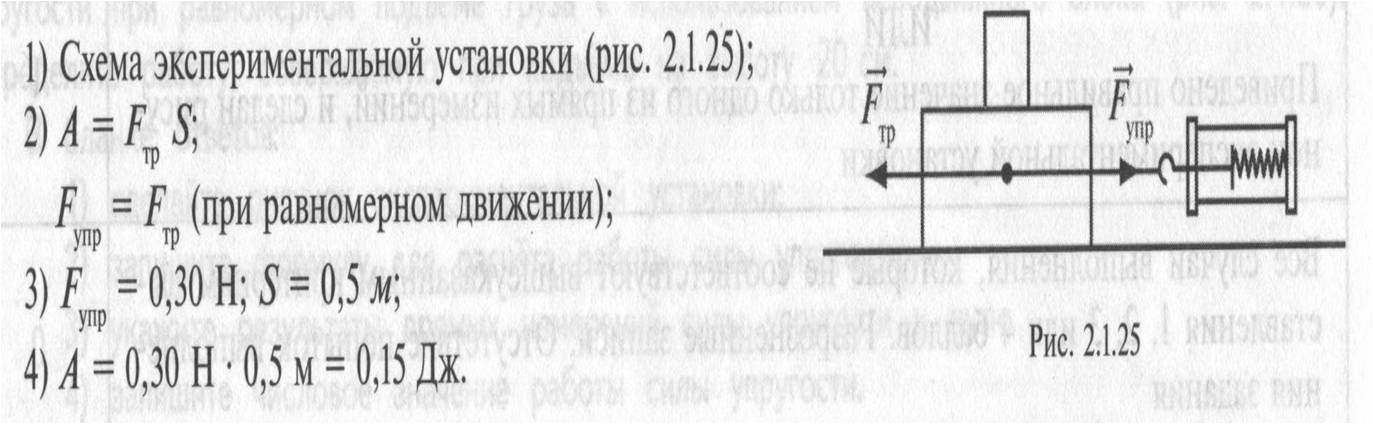 1) Схема экспериментальной установки (рис. 2.1.25);
2) A = Fтр S;
Fупр = Fтр (при равномерном движении);
3) Fупр = 0,30 Н; S = 0,5 м;
4) A = 0,30 Н · 0,5 м = 0,15 Дж.
F⃗тр
F⃗упр
Рис. 2.1.25